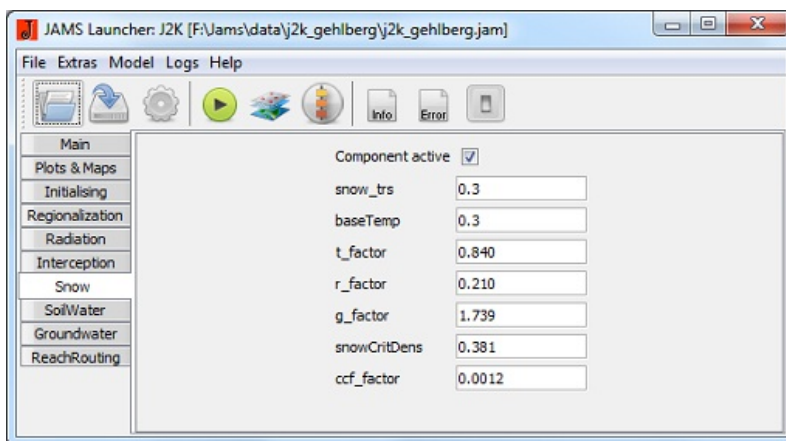 JAMS Launcher: J2K [F:\Jams\data\j2k_gehlberg\j2k_gehlberg.jam]
File Extras Model Logs Help
Info Error
Main
Plots & Maps
Initialising
Regionalization
Radiation
Interception
Snow
SoilWater
Groundwater
ReachRouting
Component active
snow_trs 0.3
baseTemp 0.3
t_factor 0.840
r_factor 0.210
g_factor 1.739
snowCritDens 0.381
ccf_factor 0.0012